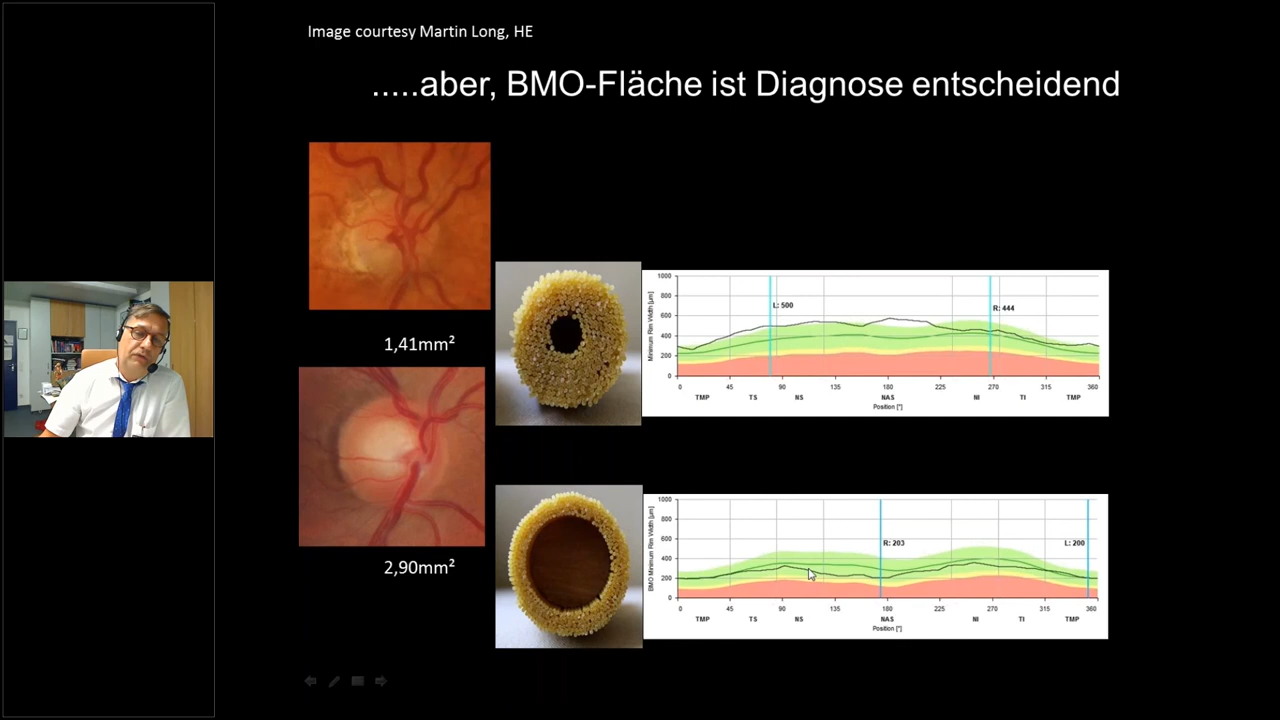 Image courtesy Martin Long, HE
.....aber, BMO-Fläche ist Diagnose entscheidend
1,41mm²
Minimum Rim Width [µm]
1000
800
600
400
200
0
L: 500
R: 444
0 45 90 135 180 225 270 315 360
TMP TS NS NAS NI TI TMP
Position [°]
2,90mm²
BMO Minimum Rim Width [µm]
1000
800
600
400
200
0
R: 203
L: 200
0 45 90 135 180 225 270 315 360
TMP TS NS NAS NI TI TMP
Position [°]